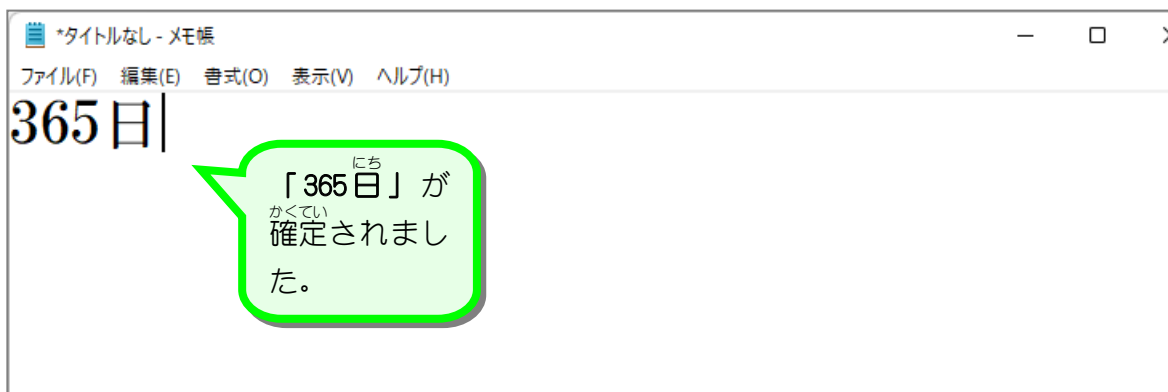 *タイトルなし - メモ帳
ファイル(F) 編集(E) 書式(O) 表示(V) ヘルプ(H)
365日
にち
「365日」が
かくてい
確定されまし
た。